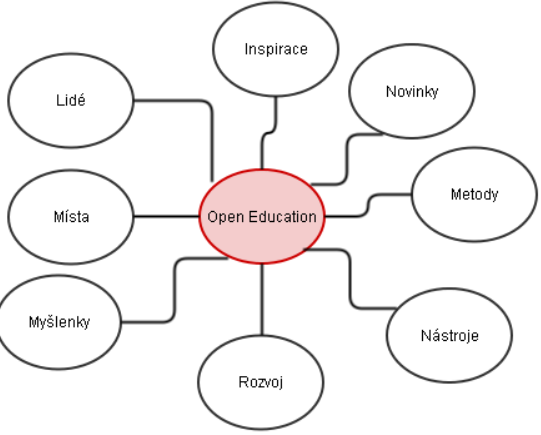 Inspirace
Novinky
Lidé
Metody
Místa
Open Education
Myšlenky
Nástroje
Rozvoj